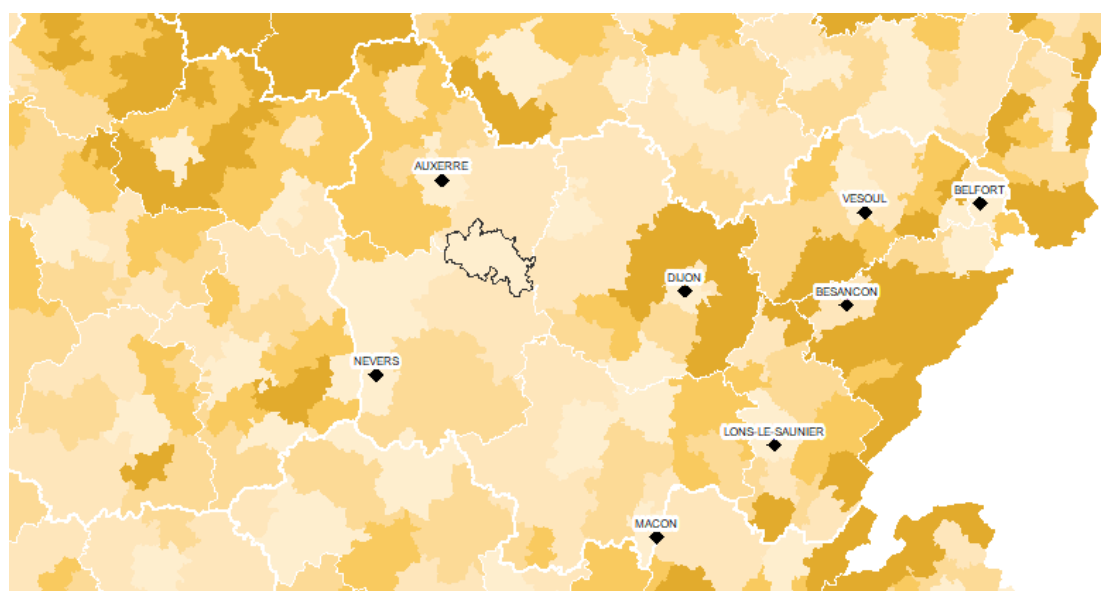 AUXERRE
VESOUL
BELFORT
DIJON
BESANCON
NEVERS
LONS-LE-SAUNIER
MACON